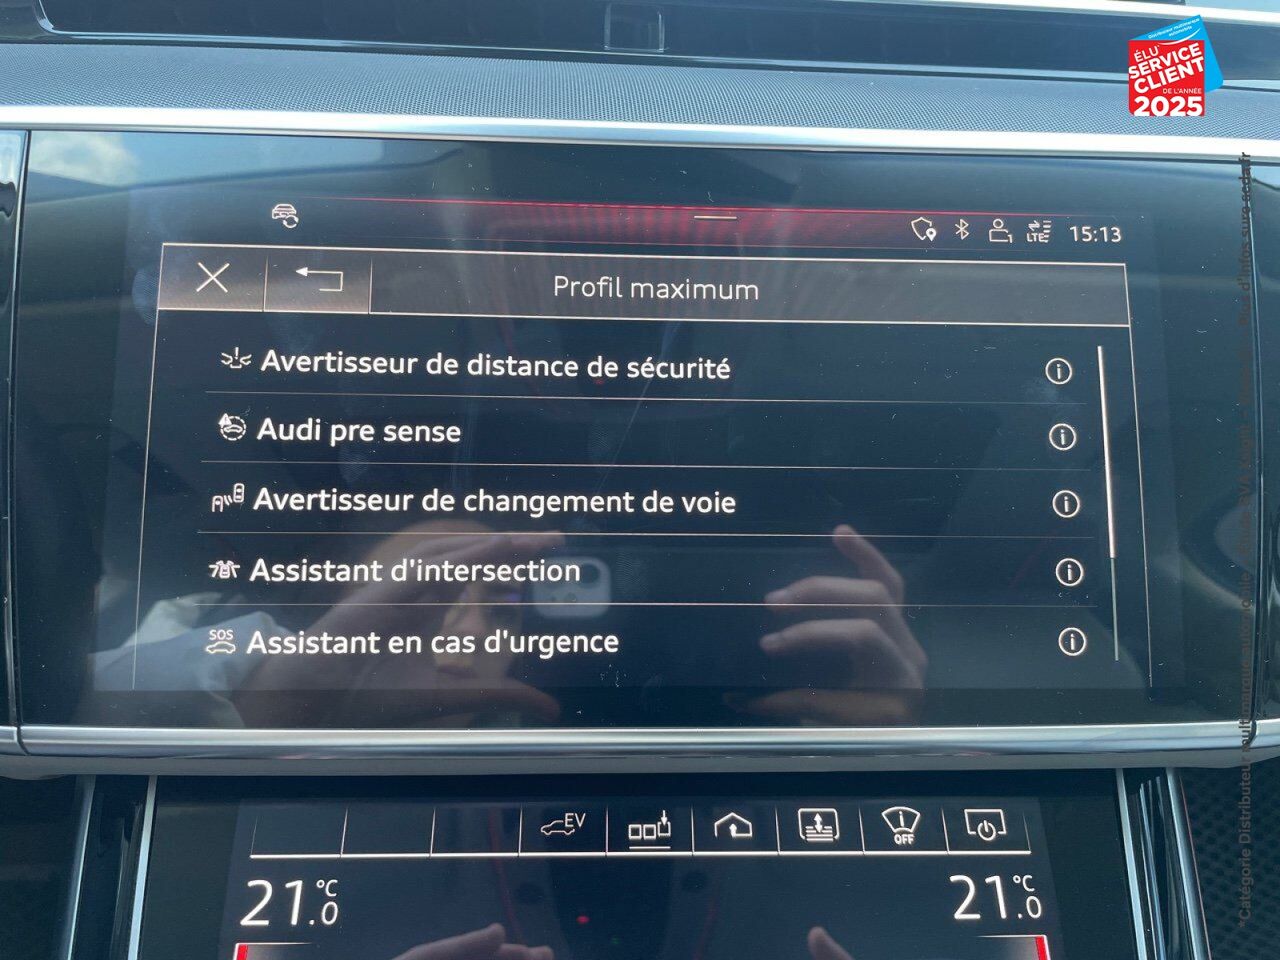 ÉLU
SERVICE
CLIENT
DE L'ANNÉE
2025
LTE
15:13
Profil maximum
Avertisseur de distance de sécurité
Audi pre sense
Avertisseur de changement de voie
Assistant d'intersection
SOS
Assistant en cas d'urgence
EV
OFF
21.0 °C
21.0 °C